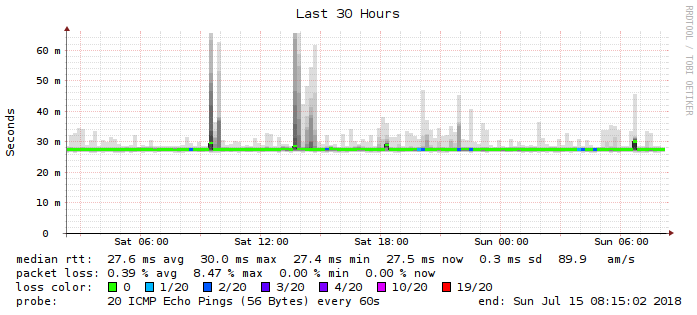 Last 30 Hours
RRDTOOL / TOBI OETIKER
Seconds
60 m
50 m
40 m
30 m
20 m
10 m
0
Sat 06:00 Sat 12:00 Sat 18:00 Sun 00:00 Sun 06:00
median rtt: 27.6 ms avg 30.0 ms max 27.4 ms min 27.5 ms now 0.3 ms sd 89.9 am/s
packet loss: 0.39 % avg 8.47 % max 0.00 % min 0.00 % now
loss color: 0 1/20 2/20 3/20 4/20 10/20 19/20
probe: 20 ICMP Echo Pings (56 Bytes) every 60s end: Sun Jul 15 08:15:02 2018